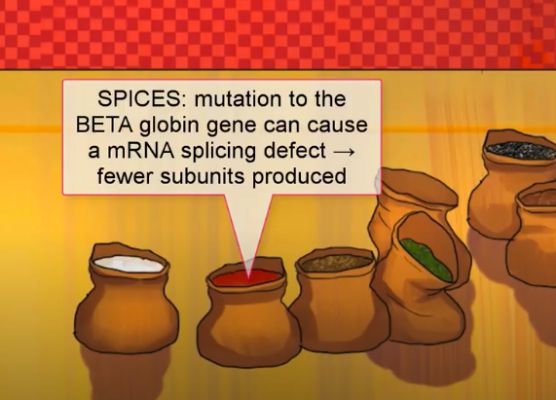 SPICES: mutation to the
BETA globin gene can cause
a mRNA splicing defect →
fewer subunits produced